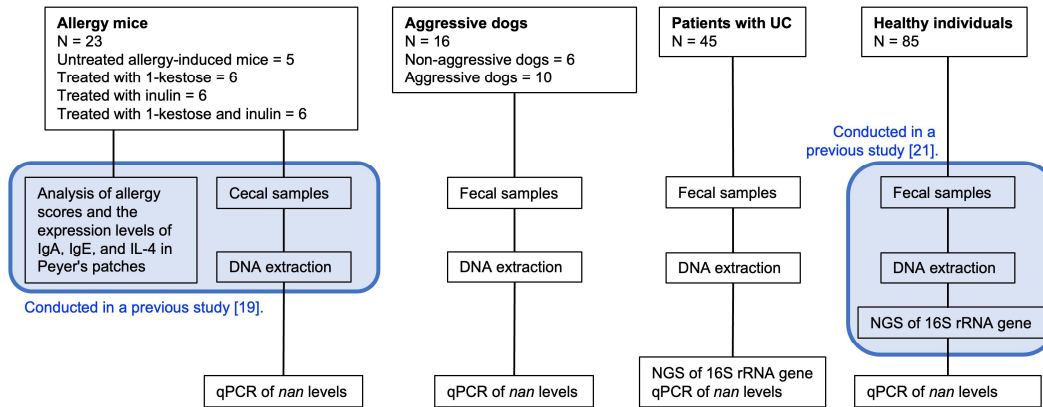 Allergy mice
N = 23
Untreated allergy-induced mice = 5
Treated with 1-kestose = 6
Treated with inulin = 6
Treated with 1-kestose and inulin = 6
Analysis of allergy
scores and the
expression levels of
IgA, IgE, and IL-4 in
Peyer's patches
Cecal samples
DNA extraction
Conducted in a previous study [19].
qPCR of nan levels
Aggressive dogs
N = 16
Non-aggressive dogs = 6
Aggressive dogs = 10
Fecal samples
DNA extraction
qPCR of nan levels
Patients with UC
N = 45
Fecal samples
DNA extraction
NGS of 16S rRNA gene
qPCR of nan levels
Healthy individuals
N = 85
Conducted in a
previous study [21].
Fecal samples
DNA extraction
NGS of 16S rRNA gene
qPCR of nan levels